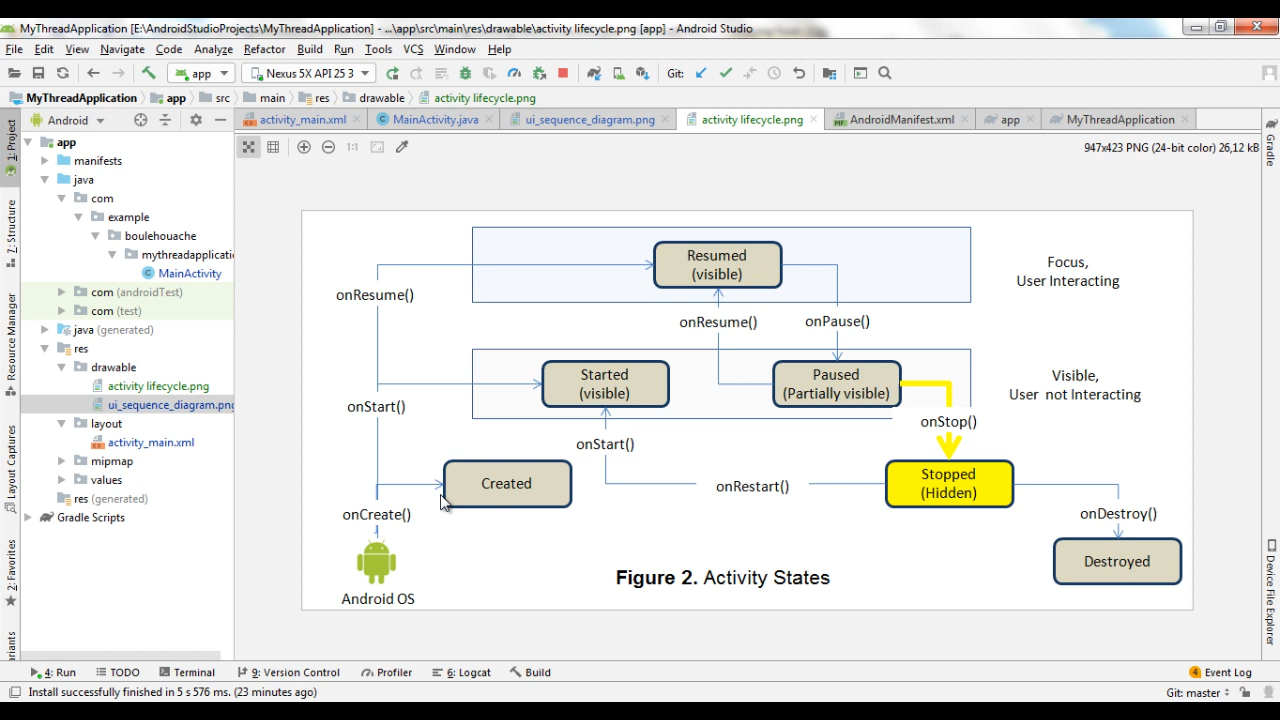 MyThreadApplication [E:\AndroidStudioProjects\MyThreadApplication] - ...\app\src\main\res\drawable\activity lifecycle.png [app] - Android Studio
File Edit View Navigate Code Analyze Refactor Build Run Tools VCS Window Help
app Nexus 5X API 25 3 Git:
MyThreadApplication app src main res drawable activity lifecycle.png
Android activity_main.xml MainActivity.java ui_sequence_diagram.png activity lifecycle.png AndroidManifest.xml app MyThreadApplication
1:1 947x423 PNG (24-bit color) 26,12 kB
1: Project
7: Structure
Resource Manager
Layout Captures
2: Favorites
iants
app
manifests
java
com
example
boulehouache
mythreadapplicati
MainActivity
com (androidTest)
com (test)
java (generated)
res
drawable
activity lifecycle.png
ui_sequence_diagram.png
layout
activity_main.xml
mipmap
values
res (generated)
Gradle Scripts
Resumed
(visible)
Focus,
User Interacting
onResume()
onResume()
onPause()
Started
(visible)
Paused
(Partially visible)
Visible,
User not Interacting
onStart()
onStop()
onStart()
Created
onRestart()
Stopped
(Hidden)
onCreate()
onDestroy()
Destroyed
Android OS
Figure 2. Activity States
Gradle
Device File Explorer
4: Run TODO Terminal 9: Version Control Profiler 6: Logcat Build 4 Event Log
Install successfully finished in 5 s 576 ms. (23 minutes ago) Git: master